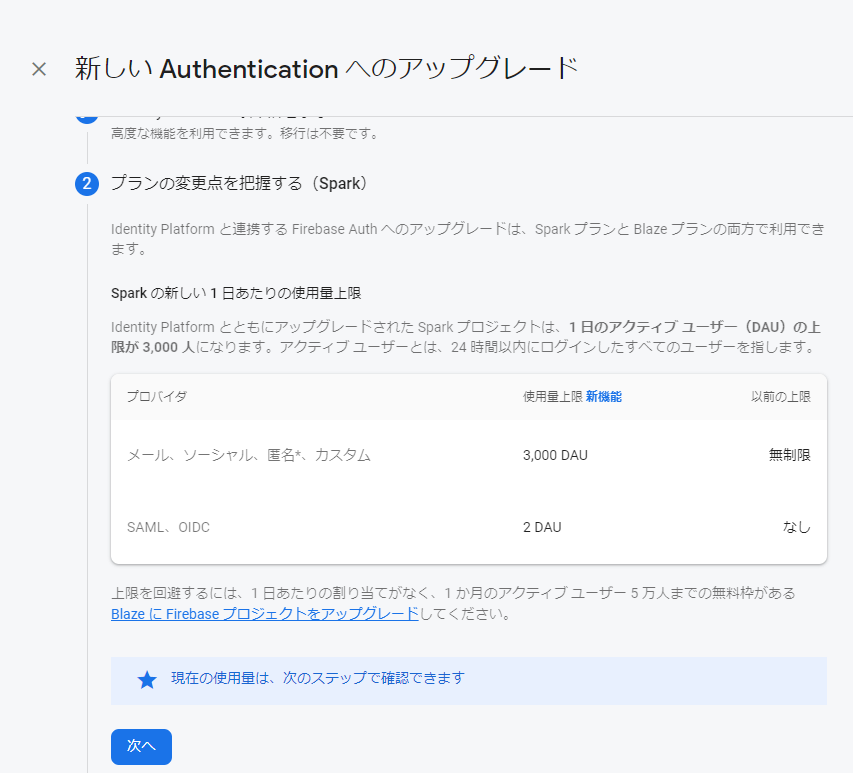 新しい Authentication へのアップグレード
高度な機能を利用できます。移行は不要です。
2 プランの変更点を把握する（Spark）
Identity Platform と連携する Firebase Auth へのアップグレードは、Spark プランと Blaze プランの両方で利用でき
ます。
Spark の新しい 1 日あたりの使用量上限
Identity Platform とともにアップグレードされた Spark プロジェクトは、1 日のアクティブ ユーザー（DAU）の上
限が 3,000 人になります。アクティブ ユーザーとは、24 時間以内にログインしたすべてのユーザーを指します。
プロバイダ 使用量上限 新機能 以前の上限
メール、ソーシャル、匿名*、カスタム 3,000 DAU 無制限
SAML、OIDC 2 DAU なし
上限を回避するには、1 日あたりの割り当てがなく、1 か月のアクティブ ユーザー 5 万人までの無料枠がある
Blaze に Firebase プロジェクトをアップグレードしてください。
現在の使用量は、次のステップで確認できます
次へ